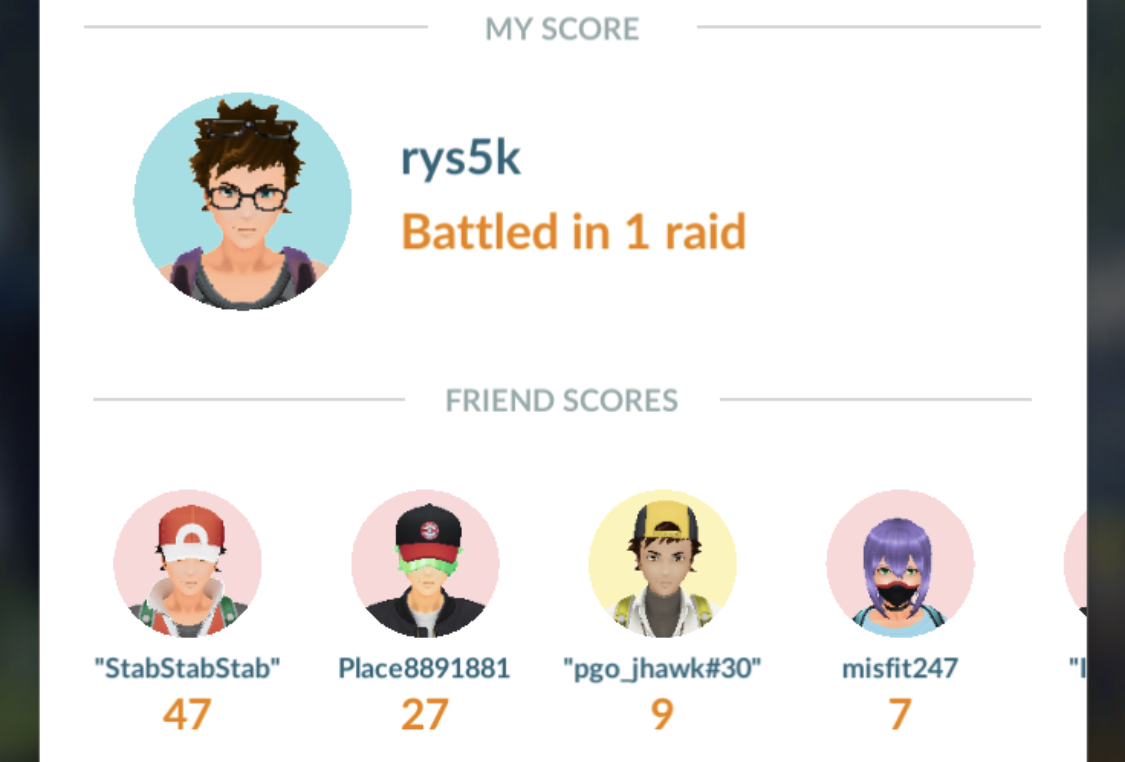 MY SCORE
rys5k
Battled in 1 raid
FRIEND SCORES
"StabStabStab" Place8891881 "pgo_jhawk#30" misfit247
47 27 9 7